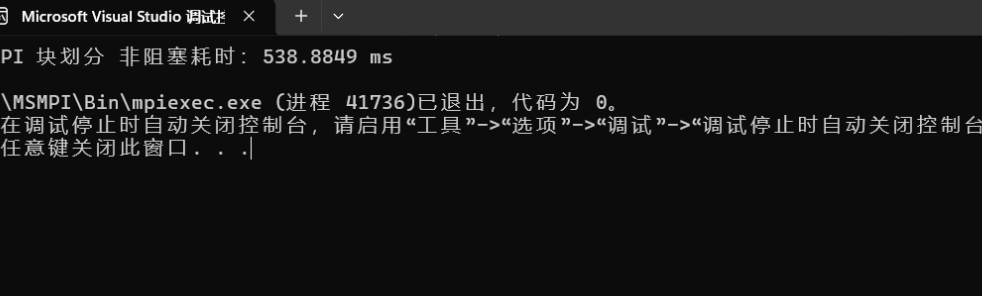 Microsoft Visual Studio 调试控
PI 块划分 非阻塞耗时: 538.8849 ms
\MSMPI\Bin\mpiexec.exe (进程 41736)已退出，代码为 0。
在调试停止时自动关闭控制台，请启用“工具”->“选项”->“调试”->“调试停止时自动关闭控制台
任意键关闭此窗口. . .